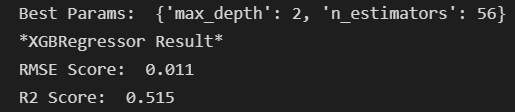 Best Params:  {'max_depth': 2, 'n_estimators': 56}
*XGBRegressor Result*
RMSE Score:  0.011
R2 Score:  0.515